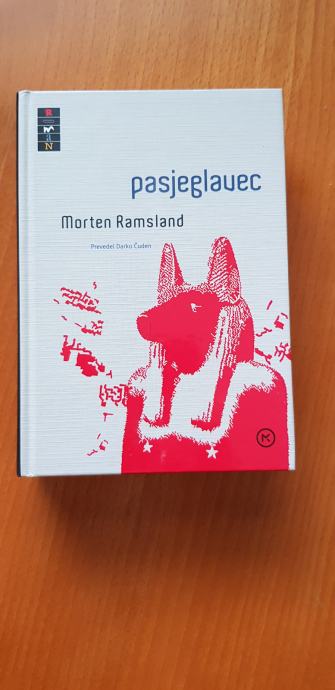 R
N
pasjeglavec
Morten Ramsland
Prevedel Darko Čuden